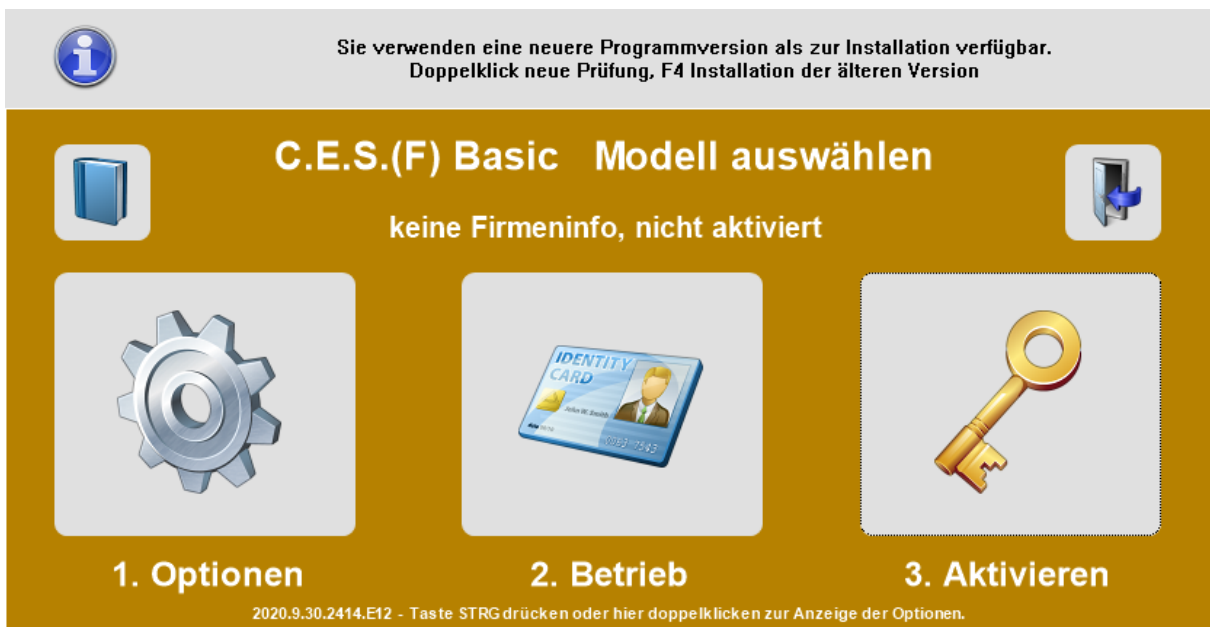 Sie verwenden eine neuere Programmversion als zur Installation verfügbar.
Doppelklick neue Prüfung, F4 Installation der älteren Version
C.E.S.(F) Basic Modell auswählen
keine Firmeninfo, nicht aktiviert
IDENTITY
CARD
John W. Smith
1. Optionen
2. Betrieb
3. Aktivieren
2020.9.30.2414.E12 - Taste STRG drücken oder hier doppelklicken zur Anzeige der Optionen.